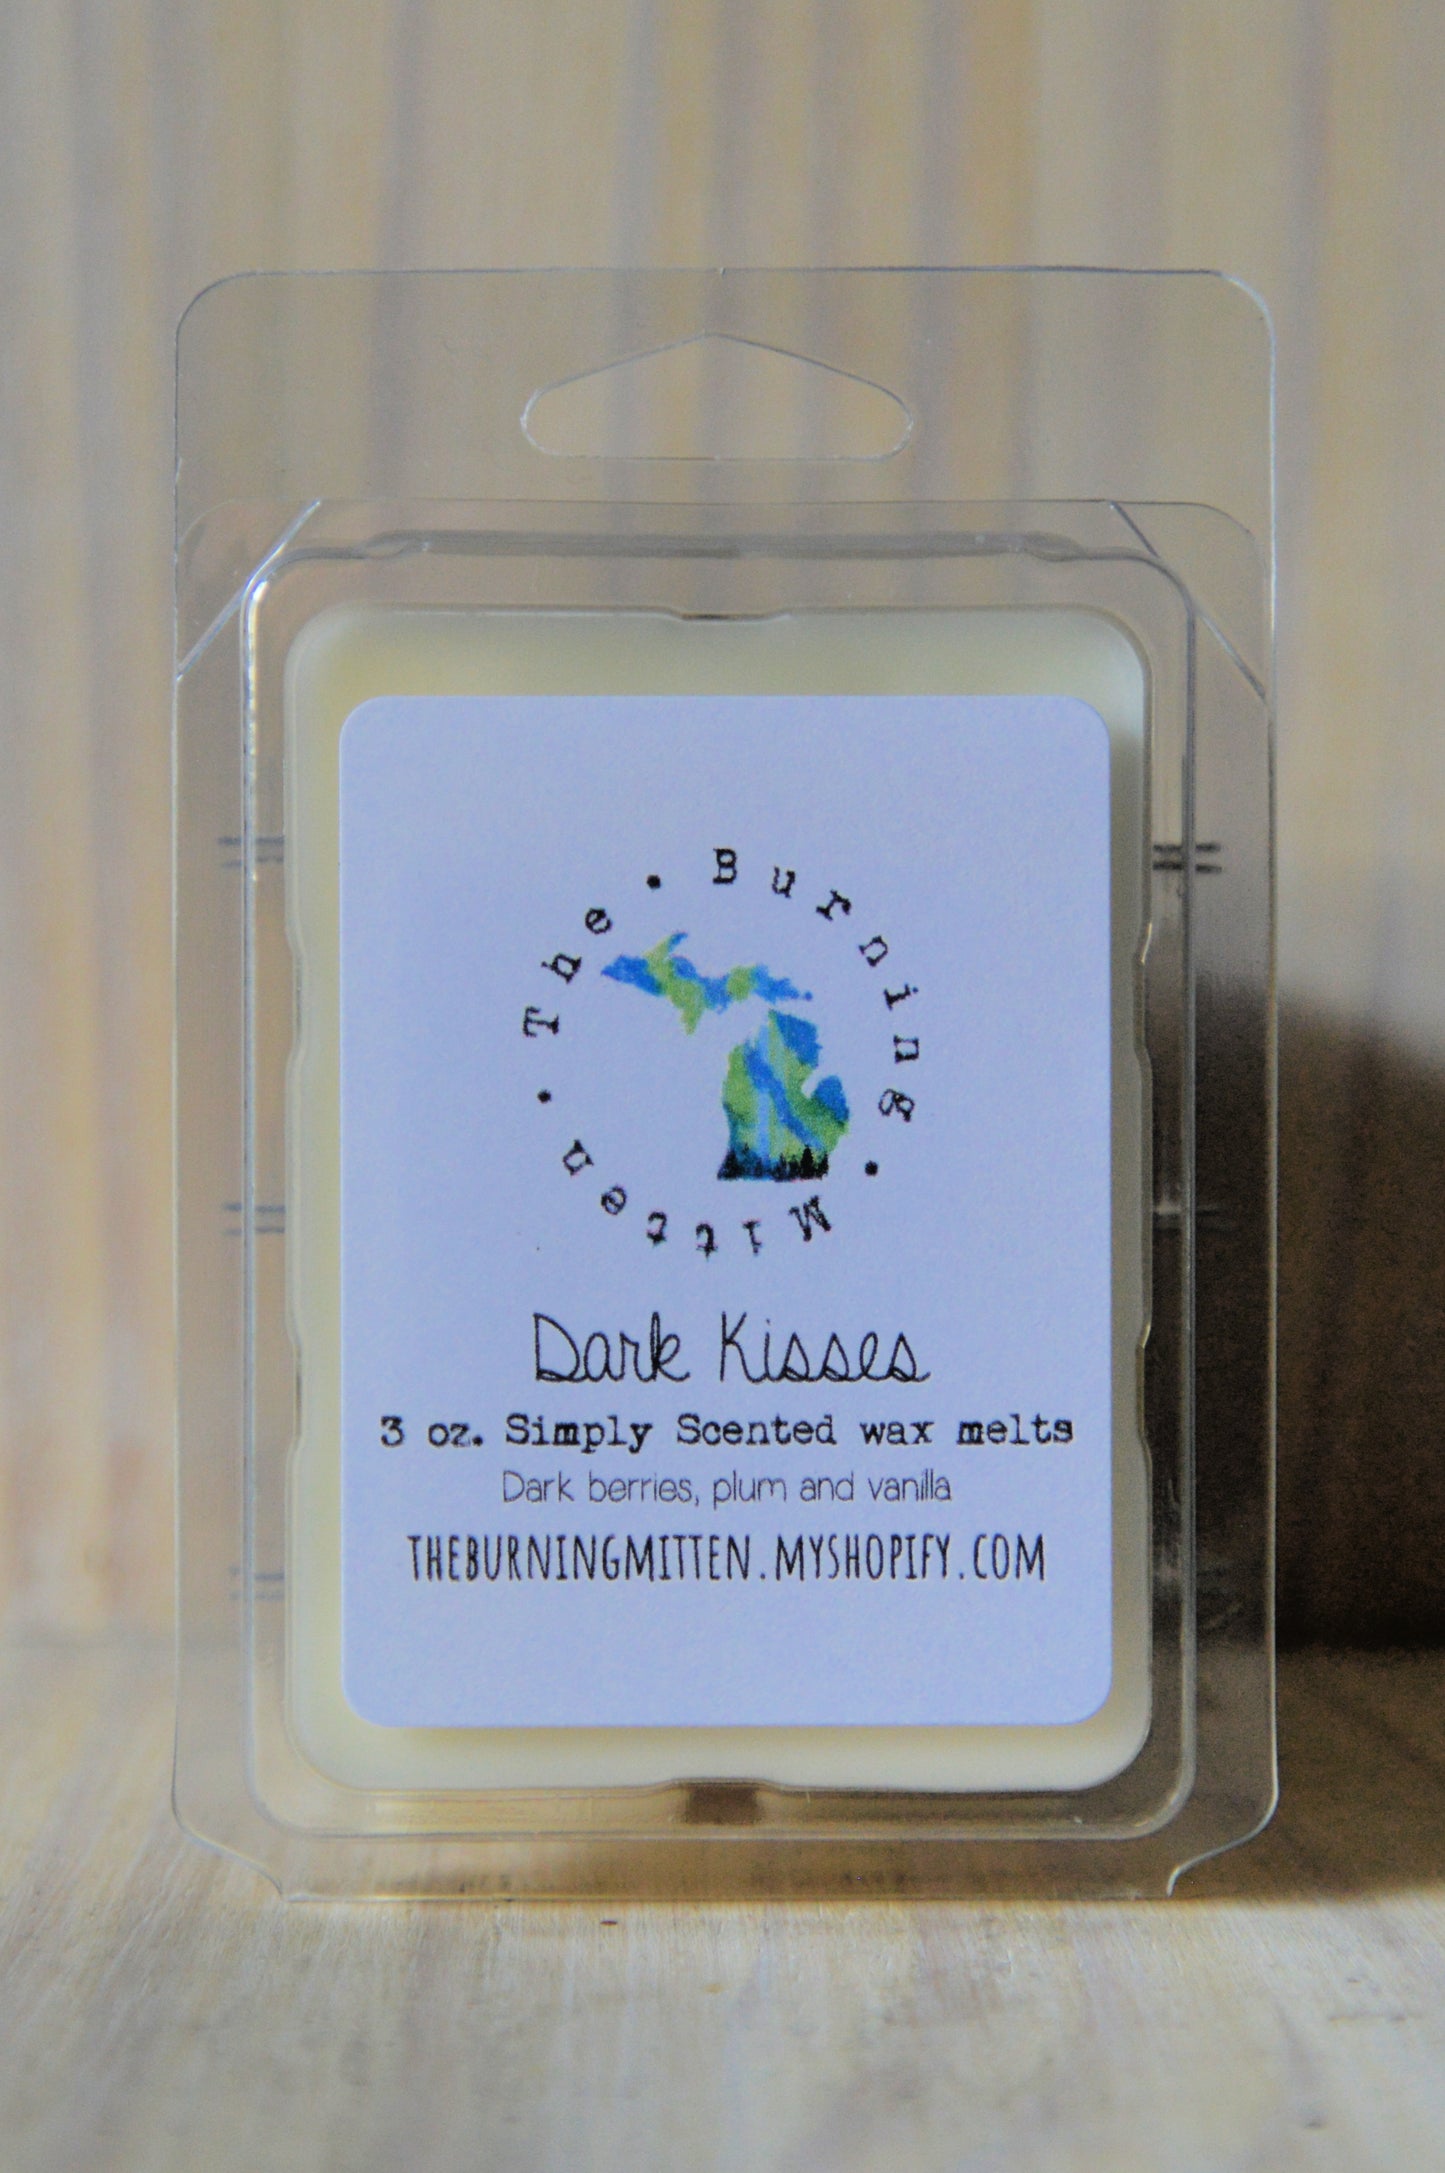 • The • Burning • Mitten
Dark Kisses
3 oz. Simply Scented wax melts
Dark berries, plum and vanilla
THEBURNINGMITTEN.MYSHOPIFY.COM